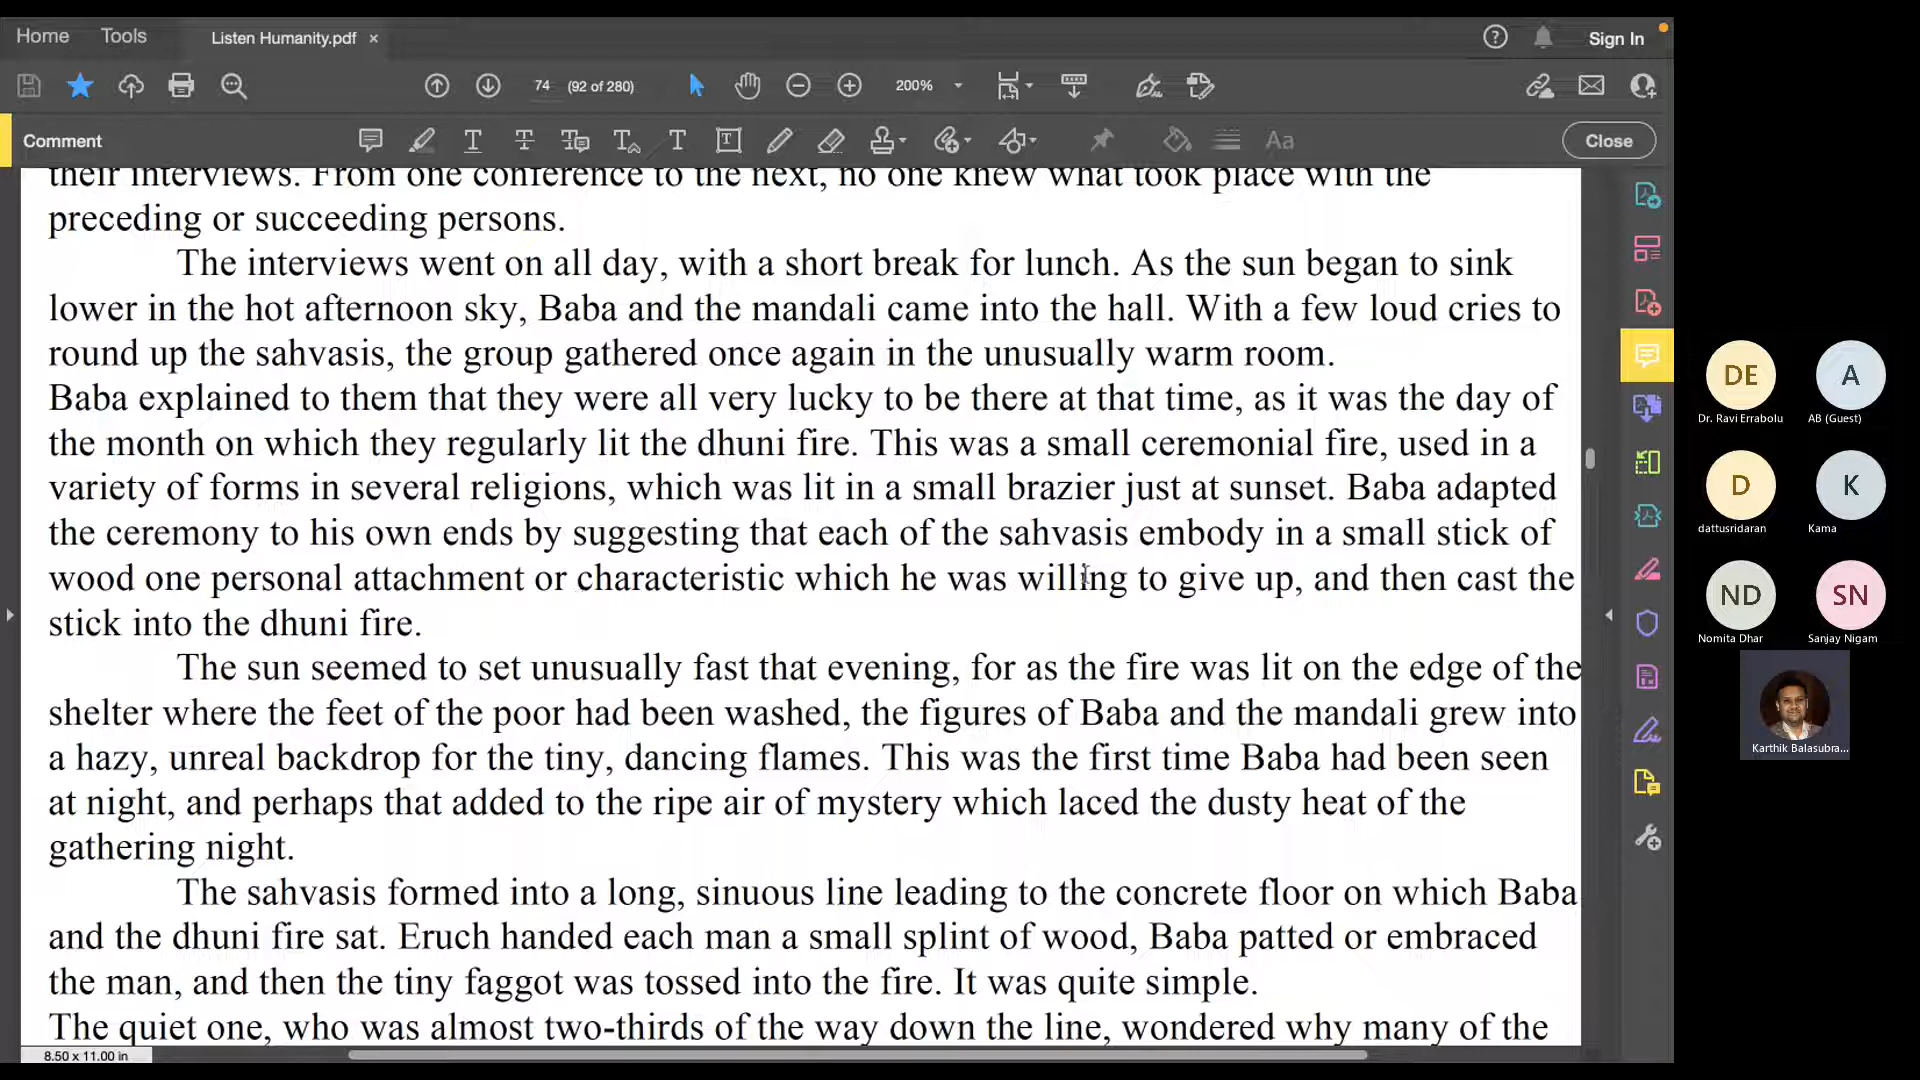 Home Tools Listen Humanity.pdf × Sign In
74 (92 of 280) 200%
Comment Close
their interviews. From one conference to the next, no one knew what took place with the
preceding or succeeding persons.
The interviews went on all day, with a short break for lunch. As the sun began to sink
lower in the hot afternoon sky, Baba and the mandali came into the hall. With a few loud cries to
round up the sahvasis, the group gathered once again in the unusually warm room.
Baba explained to them that they were all very lucky to be there at that time, as it was the day of
the month on which they regularly lit the dhuni fire. This was a small ceremonial fire, used in a
variety of forms in several religions, which was lit in a small brazier just at sunset. Baba adapted
the ceremony to his own ends by suggesting that each of the sahvasis embody in a small stick of
wood one personal attachment or characteristic which he was willing to give up, and then cast the
stick into the dhuni fire.
The sun seemed to set unusually fast that evening, for as the fire was lit on the edge of the
shelter where the feet of the poor had been washed, the figures of Baba and the mandali grew into
a hazy, unreal backdrop for the tiny, dancing flames. This was the first time Baba had been seen
at night, and perhaps that added to the ripe air of mystery which laced the dusty heat of the
gathering night.
The sahvasis formed into a long, sinuous line leading to the concrete floor on which Baba
and the dhuni fire sat. Eruch handed each man a small splint of wood, Baba patted or embraced
the man, and then the tiny faggot was tossed into the fire. It was quite simple.
The quiet one, who was almost two-thirds of the way down the line, wondered why many of the
8.50 x 11.00 in
DE A
Dr. Ravi Errabolu AB (Guest)
D K
dattusridaran Kama
ND SN
Nomita Dhar Sanjay Nigam
Karthik Balasubra...